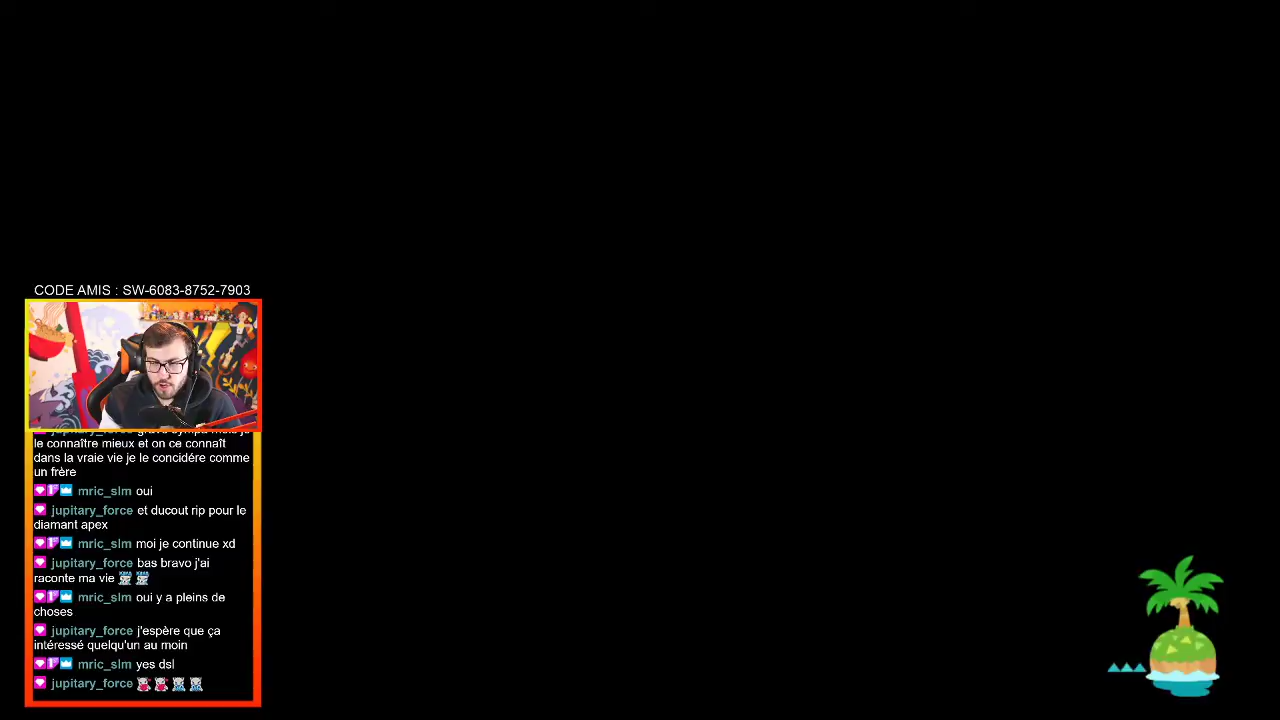 CODE AMIS : SW-6083-8752-7903
le connaître mieux et on ce connaît
dans la vraie vie je le concidére comme
un frère
mric_slm oui
jupitary_force et ducout rip pour le
diamant apex
mric_slm moi je continue xd
jupitary_force bas bravo j'ai
raconte ma vie
mric_slm oui y a pleins de
choses
jupitary_force j'espère que ça
intéressé quelqu'un au moin
mric_slm yes dsl
jupitary_force